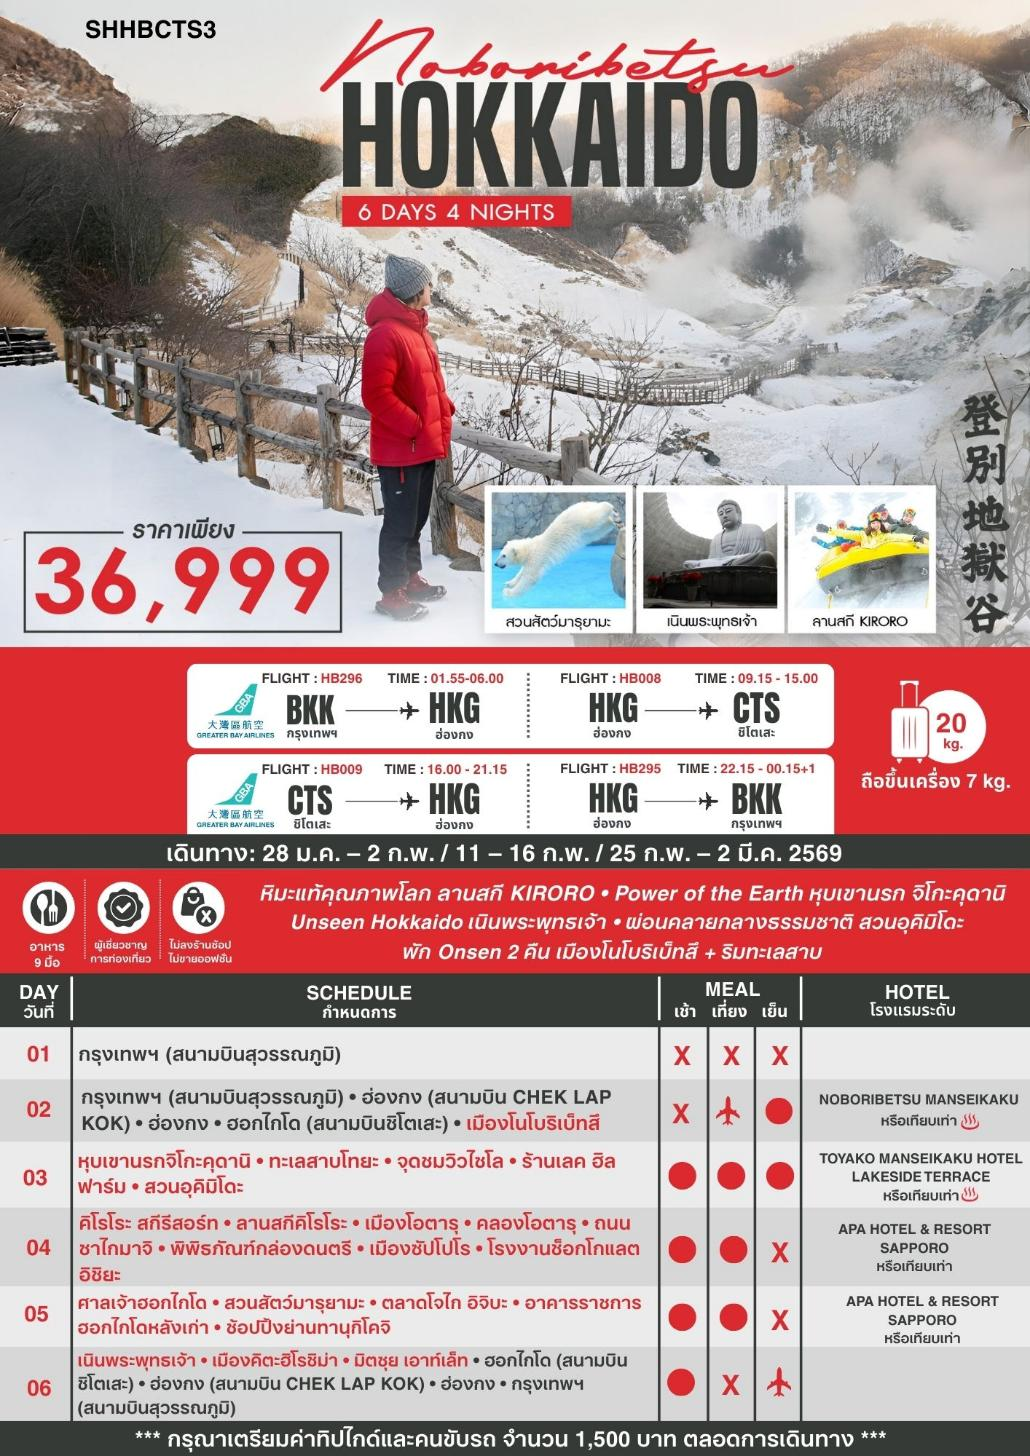 SHHBCTS3
Noboribetsu
HOKKAIDO
6 DAYS 4 NIGHTS
登別地獄谷
ราคาเพียง
36,999
สวนสัตว์มารุยามะ
เนินพระพุทธเจ้า
ลานสกี KIRORO
FLIGHT : HB296 TIME : 01.55-06.00
BKK HKG
กรุงเทพฯ ฮ่องกง
GBA
大灣區航空
GREATER BAY AIRLINES
FLIGHT : HB008 TIME : 09.15 - 15.00
HKG CTS
ฮ่องกง ชิโตเสะ
FLIGHT : HB009 TIME : 16.00 - 21.15
CTS HKG
ชิโตเสะ ฮ่องกง
GBA
大灣區航空
GREATER BAY AIRLINES
FLIGHT : HB295 TIME : 22.15 - 00.15+1
HKG BKK
ฮ่องกง กรุงเทพฯ
20
kg.
ถือขึ้นเครื่อง 7 kg.
เดินทาง: 28 ม.ค. – 2 ก.พ. / 11 – 16 ก.พ. / 25 ก.พ. – 2 มี.ค. 2569
อาหาร
9 มื้อ
ผู้เชี่ยวชาญ
การท่องเที่ยว
ไม่ลงร้านช้อป
ไม่ขายออฟชั่น
หิมะแท้คุณภาพโลก ลานสกี KIRORO • Power of the Earth หุบเขานรก จิโกะคุดานิ
Unseen Hokkaido เนินพระพุทธเจ้า • ผ่อนคลายกลางธรรมชาติ สวนอุคิมิโดะ
พัก Onsen 2 คืน เมืองโนโบริเบ็ทสึ + ริมทะเลสาบ
DAY SCHEDULE MEAL HOTEL
วันที่ กำหนดการ เช้า เที่ยง เย็น โรงแรมระดับ
01 กรุงเทพฯ (สนามบินสุวรรณภูมิ) X X X
02 กรุงเทพฯ (สนามบินสุวรรณภูมิ) • ฮ่องกง (สนามบิน CHEK LAP
KOK) • ฮ่องกง • ฮอกไกโด (สนามบินชิโตเสะ) • เมืองโนโบริเบ็ทสึ
X
NOBORIBETSU MANSEIKAKU
หรือเทียบเท่า
03 หุบเขานรกจิโกะคุดานิ • ทะเลสาบโทยะ • จุดชมวิวไซโล • ร้านเลค ฮิล
ฟาร์ม • สวนอุคิมิโดะ
TOYAKO MANSEIKAKU HOTEL
LAKESIDE TERRACE
หรือเทียบเท่า
04 คิโรโระ สกีรีสอร์ท • ลานสกีคิโรโระ • เมืองโอตารุ • คลองโอตารุ • ถนน
ซาไกมาจิ • พิพิธภัณฑ์กล่องดนตรี • เมืองซัปโปโร • โรงงานช็อกโกแลต
อิชิยะ
X
APA HOTEL & RESORT
SAPPORO
หรือเทียบเท่า
05 ศาลเจ้าฮอกไกโด • สวนสัตว์มารุยามะ • ตลาดโจไก อิจิบะ • อาคารราชการ
ฮอกไกโดหลังเก่า • ช้อปปิ้งย่านทานุกิโคจิ
X
APA HOTEL & RESORT
SAPPORO
หรือเทียบเท่า
06 เนินพระพุทธเจ้า • เมืองคิตะฮิโรชิม่า • มิตซุย เอาท์เล็ท • ฮอกไกโด (สนามบิน
ชิโตเสะ) • ฮ่องกง (สนามบิน CHEK LAP KOK) • ฮ่องกง • กรุงเทพฯ
(สนามบินสุวรรณภูมิ)
X
*** กรุณาเตรียมค่าทิปไกด์และคนขับรถ จำนวน 1,500 บาท ตลอดการเดินทาง ***